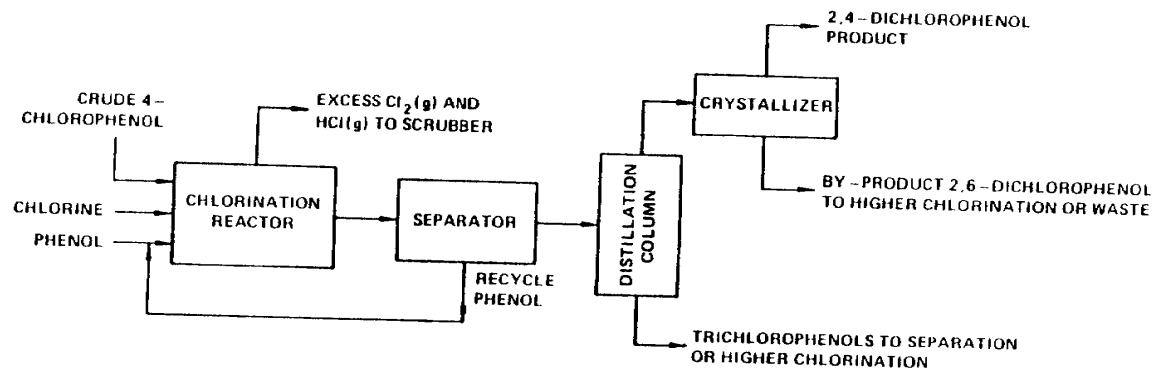 2,4-DICHLOROPHENOL
PRODUCT
CRYSTALLIZER
CRUDE 4-
CHLOROPHENOL
EXCESS Cl₂(g) AND
HCl(g) TO SCRUBBER
CHLORINATION
REACTOR
CHLORINE
PHENOL
SEPARATOR
RECYCLE
PHENOL
DISTILLATION
COLUMN
BY-PRODUCT 2,6-DICHLOROPHENOL
TO HIGHER CHLORINATION OR WASTE
TRICHLOROPHENOLS TO SEPARATION
OR HIGHER CHLORINATION